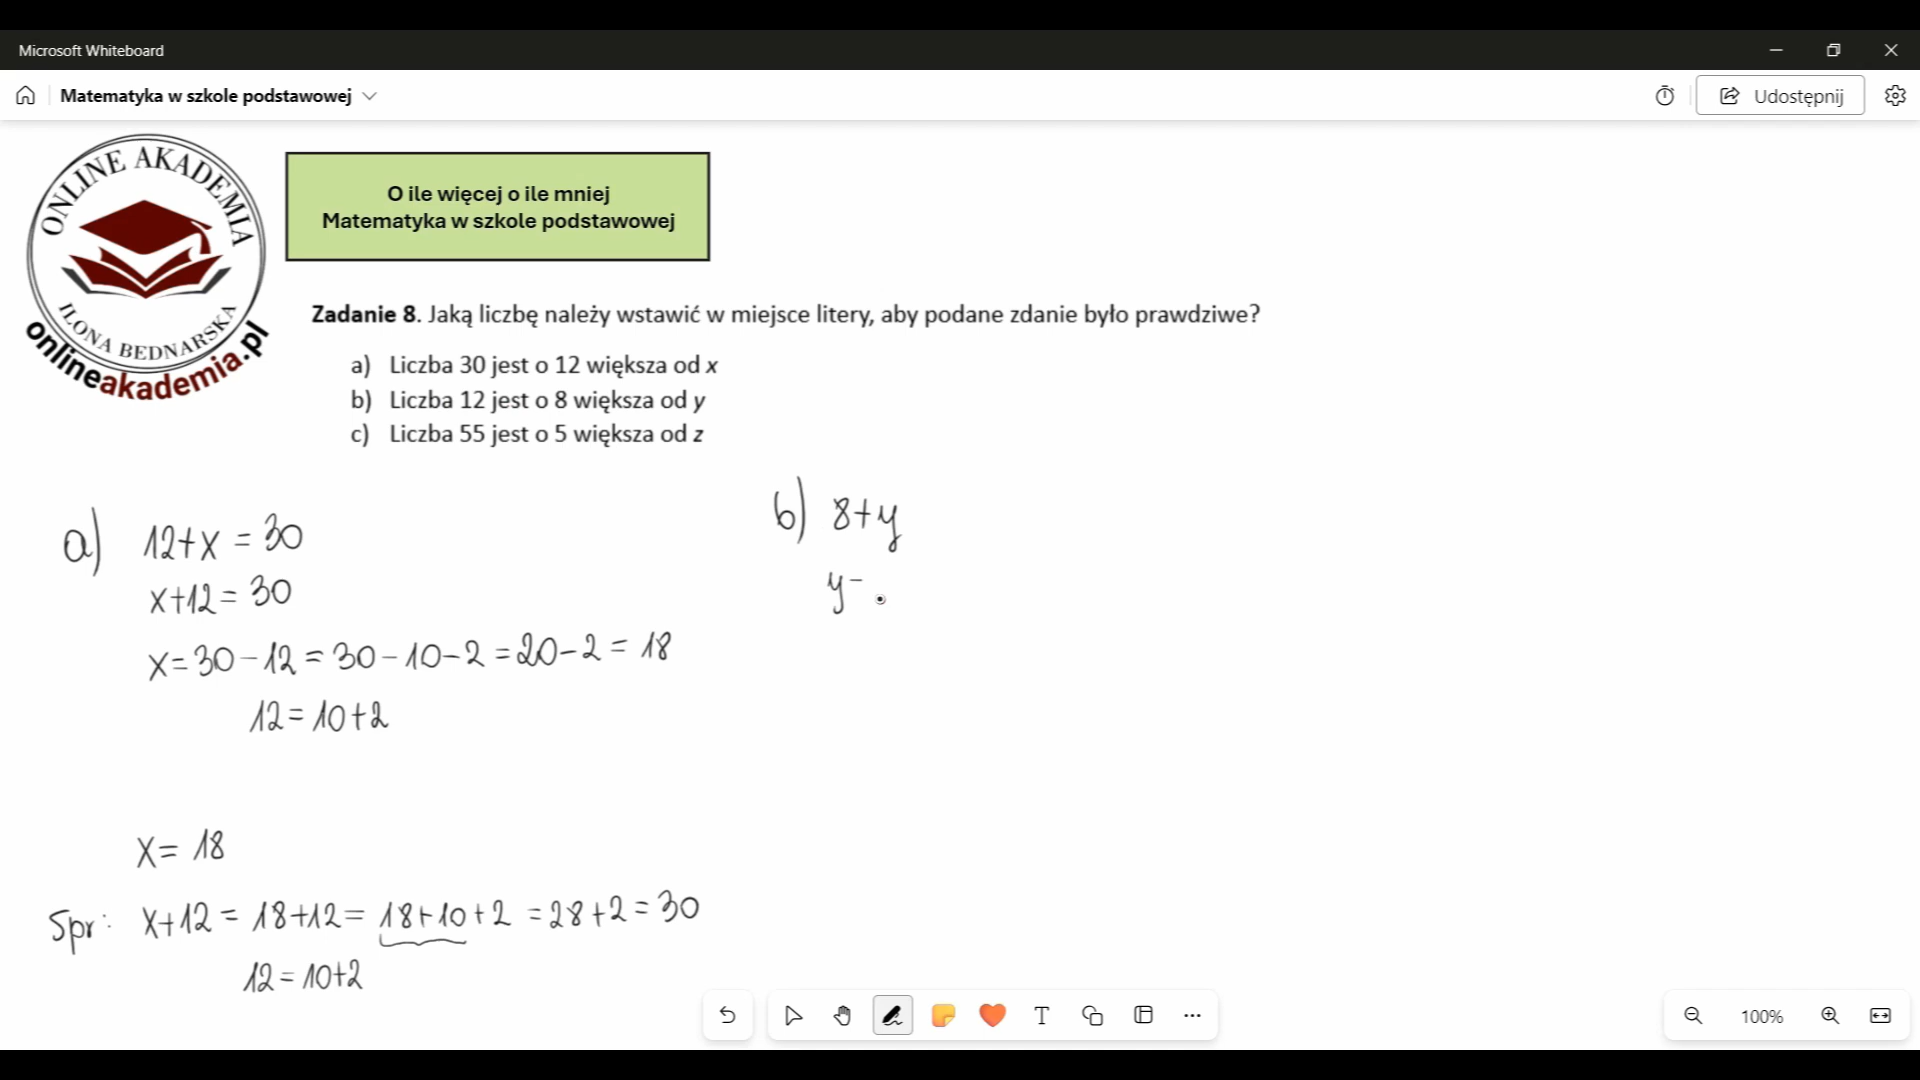 Microsoft Whiteboard
Matematyka w szkole podstawowej
Udostępnij
ONLINE AKADEMIA
ILONA BEDNARSKA
onlineakademia.pl
O ile więcej o ile mniej
Matematyka w szkole podstawowej
Zadanie 8. Jaką liczbę należy wstawić w miejsce litery, aby podane zdanie było prawdziwe?
a) Liczba 30 jest o 12 większa od x
b) Liczba 12 jest o 8 większa od y
c) Liczba 55 jest o 5 większa od z
a) 12+x = 30
x+12 = 30
x = 30 - 12 = 30 - 10 - 2 = 20 - 2 = 18
12 = 10+2
x = 18
Spr: x+12 = 18+12 = 18+10+2 = 28+2 = 30
12 = 10+2
b) 8+y
y-
T
100%